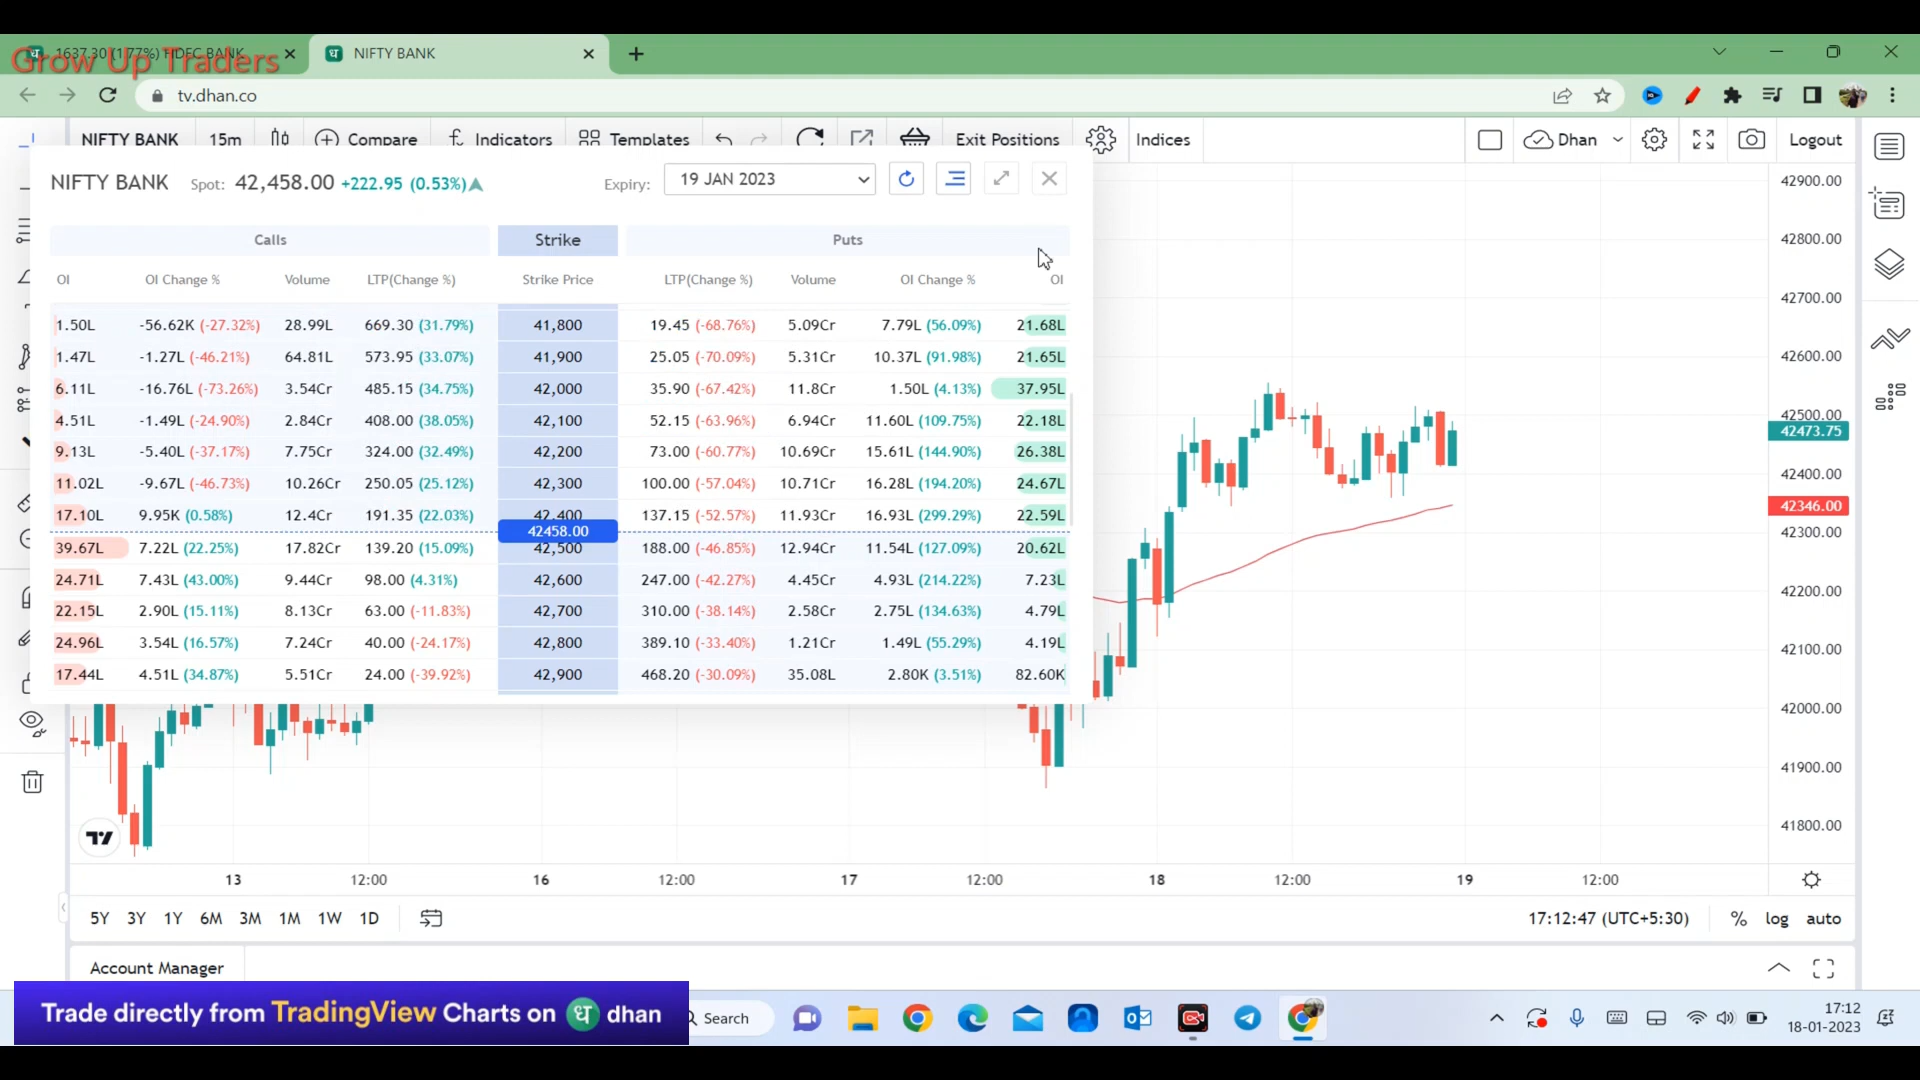 1637.30 (1.77%) HDFC BANK
Grow Up Traders
NIFTY BANK
tv.dhan.co
NIFTY BANK 15m Compare Indicators Templates Exit Positions Indices Dhan Logout
NIFTY BANK Spot: 42,458.00 +222.95 (0.53%) Expiry: 19 JAN 2023
Calls Strike Puts
OI OI Change % Volume LTP(Change %) Strike Price LTP(Change %) Volume OI Change % OI
1.50L -56.62K (-27.32%) 28.99L 669.30 (31.79%) 41,800 19.45 (-68.76%) 5.09Cr 7.79L (56.09%) 21.68L
1.47L -1.27L (-46.21%) 64.81L 573.95 (33.07%) 41,900 25.05 (-70.09%) 5.31Cr 10.37L (91.98%) 21.65L
6.11L -16.76L (-73.26%) 3.54Cr 485.15 (34.75%) 42,000 35.90 (-67.42%) 11.8Cr 1.50L (4.13%) 37.95L
4.51L -1.49L (-24.90%) 2.84Cr 408.00 (38.05%) 42,100 52.15 (-63.96%) 6.94Cr 11.60L (109.75%) 22.18L
9.13L -5.40L (-37.17%) 7.75Cr 324.00 (32.49%) 42,200 73.00 (-60.77%) 10.69Cr 15.61L (144.90%) 26.38L
11.02L -9.67L (-46.73%) 10.26Cr 250.05 (25.12%) 42,300 100.00 (-57.04%) 10.71Cr 16.28L (194.20%) 24.67L
17.10L 9.95K (0.58%) 12.4Cr 191.35 (22.03%) 42,400 137.15 (-52.57%) 11.93Cr 16.93L (299.29%) 22.59L
42458.00
39.67L 7.22L (22.25%) 17.82Cr 139.20 (15.09%) 42,500 188.00 (-46.85%) 12.94Cr 11.54L (127.09%) 20.62L
24.71L 7.43L (43.00%) 9.44Cr 98.00 (4.31%) 42,600 247.00 (-42.27%) 4.45Cr 4.93L (214.22%) 7.23L
22.15L 2.90L (15.11%) 8.13Cr 63.00 (-11.83%) 42,700 310.00 (-38.14%) 2.58Cr 2.75L (134.63%) 4.79L
24.96L 3.54L (16.57%) 7.24Cr 40.00 (-24.17%) 42,800 389.10 (-33.40%) 1.21Cr 1.49L (55.29%) 4.19L
17.44L 4.51L (34.87%) 5.51Cr 24.00 (-39.92%) 42,900 468.20 (-30.09%) 35.08L 2.80K (3.51%) 82.60K
42900.00
42800.00
42700.00
42600.00
42500.00
42473.75
42400.00
42346.00
42300.00
42200.00
42100.00
42000.00
41900.00
41800.00
13 12:00 16 12:00 17 12:00 18 12:00 19 12:00
5Y 3Y 1Y 6M 3M 1M 1W 1D 17:12:47 (UTC+5:30) % log auto
Account Manager
Trade directly from TradingView Charts on ध dhan
Search
17:12
18-01-2023